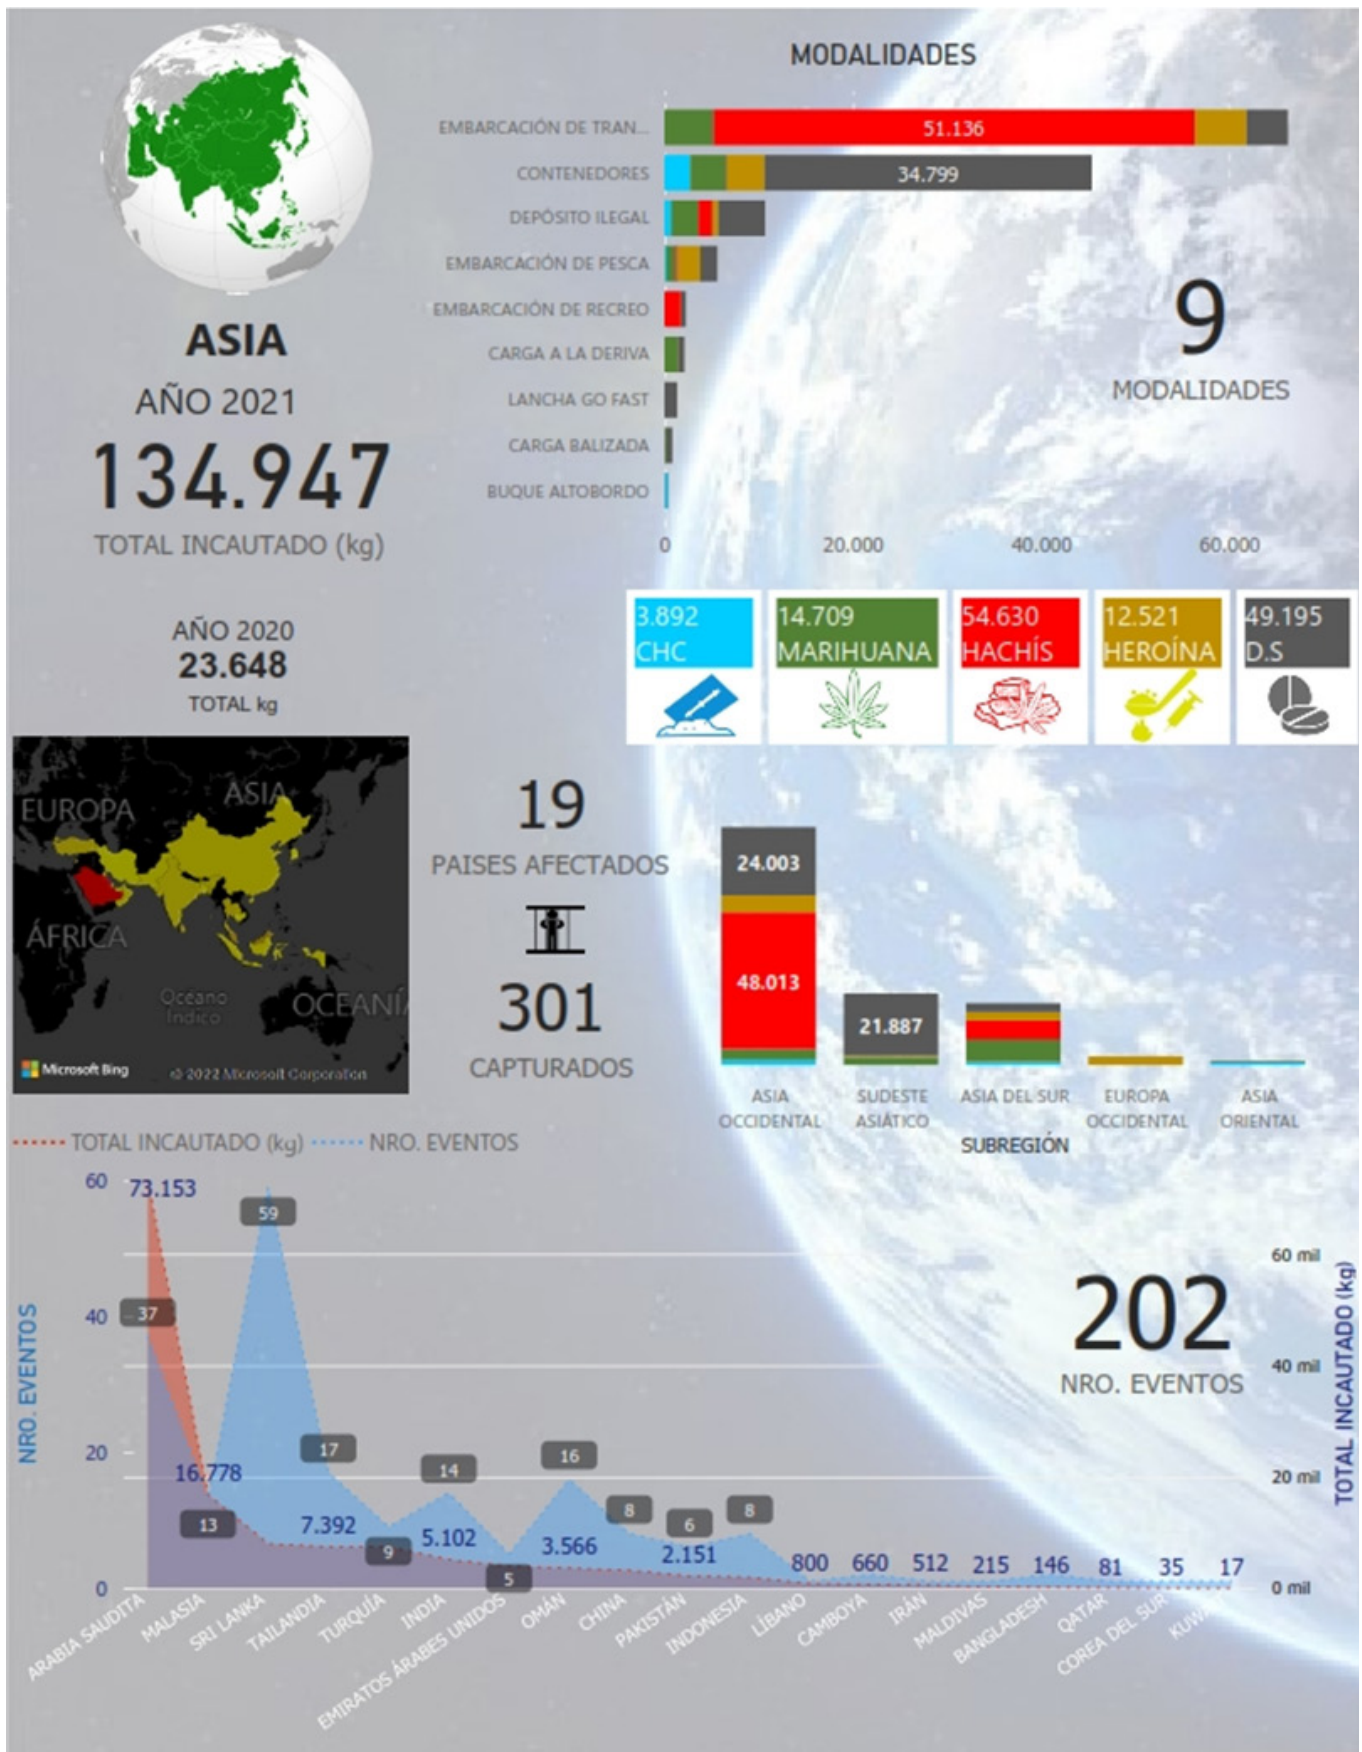 MODALIDADES
EMBARCACIÓN DE TRAN...
51.136
CONTENEDORES
34.799
DEPÓSITO ILEGAL
EMBARCACIÓN DE PESCA
EMBARCACIÓN DE RECREO
CARGA A LA DERIVA
LANCHA GO FAST
CARGA BALIZADA
BUQUE ALTOBORDO
0 20.000 40.000 60.000
9
MODALIDADES
ASIA
AÑO 2021
134.947
TOTAL INCAUTADO (kg)
AÑO 2020
23.648
TOTAL kg
3.892
CHC
14.709
MARIHUANA
54.630
HACHÍS
12.521
HEROÍNA
49.195
D.S
EUROPA
ASIA
ÁFRICA
Océano
Índico
OCEANÍA
Microsoft Bing
© 2022 Microsoft Corporation
19
PAISES AFECTADOS
301
CAPTURADOS
24.003
48.013
21.887
ASIA
OCCIDENTAL
SUDESTE
ASIÁTICO
ASIA DEL SUR
EUROPA
OCCIDENTAL
ASIA
ORIENTAL
SUBREGIÓN
TOTAL INCAUTADO (kg) NRO. EVENTOS
NRO. EVENTOS
60
40
20
0
73.153
37
16.778
13
59
7.392
17
9
5.102
14
5
3.566
16
8
2.151
6
8
800
660
512
215
146
81
35
17
202
NRO. EVENTOS
60 mil
40 mil
20 mil
0 mil
TOTAL INCAUTADO (kg)
ARABIA SAUDITA
MALASIA
SRI LANKA
TAILANDIA
TURQUÍA
INDIA
EMIRATOS ÁRABES UNIDOS
OMÁN
CHINA
PAKISTÁN
INDONESIA
LÍBANO
CAMBOYA
IRÁN
MALDIVAS
BANGLADESH
QATAR
COREA DEL SUR